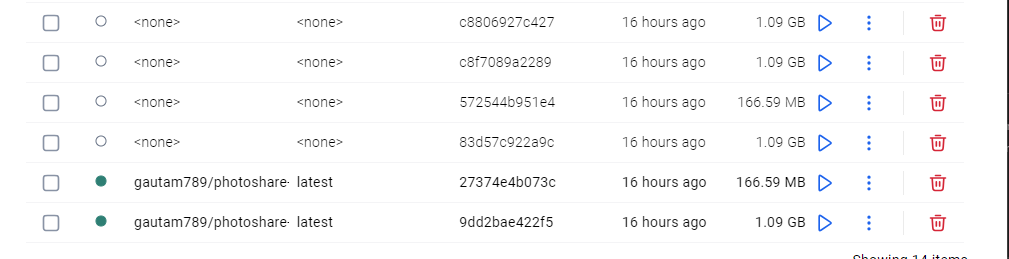 <none> <none> c8806927c427 16 hours ago 1.09 GB
<none> <none> c8f7089a2289 16 hours ago 1.09 GB
<none> <none> 572544b951e4 16 hours ago 166.59 MB
<none> <none> 83d57c922a9c 16 hours ago 1.09 GB
gautam789/photoshare- latest 27374e4b073c 16 hours ago 166.59 MB
gautam789/photoshare- latest 9dd2bae422f5 16 hours ago 1.09 GB
Showing 14 items